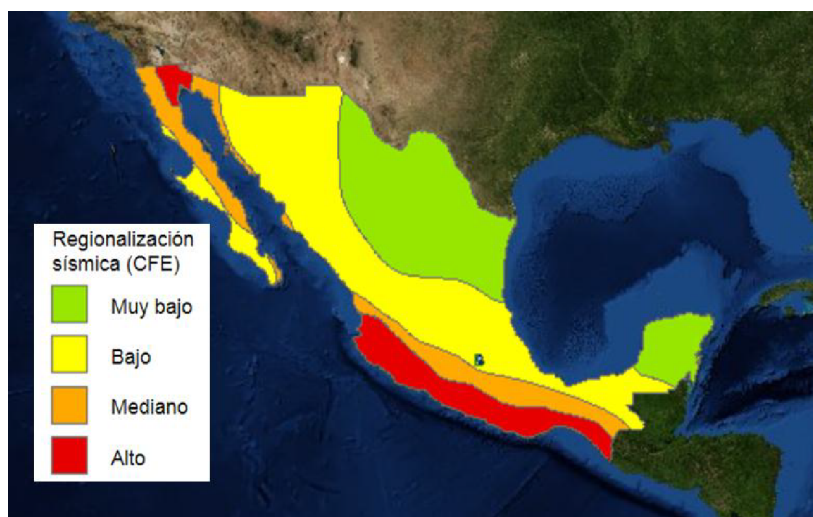 Regionalización
sísmica (CFE)
Muy bajo
Bajo
Mediano
Alto